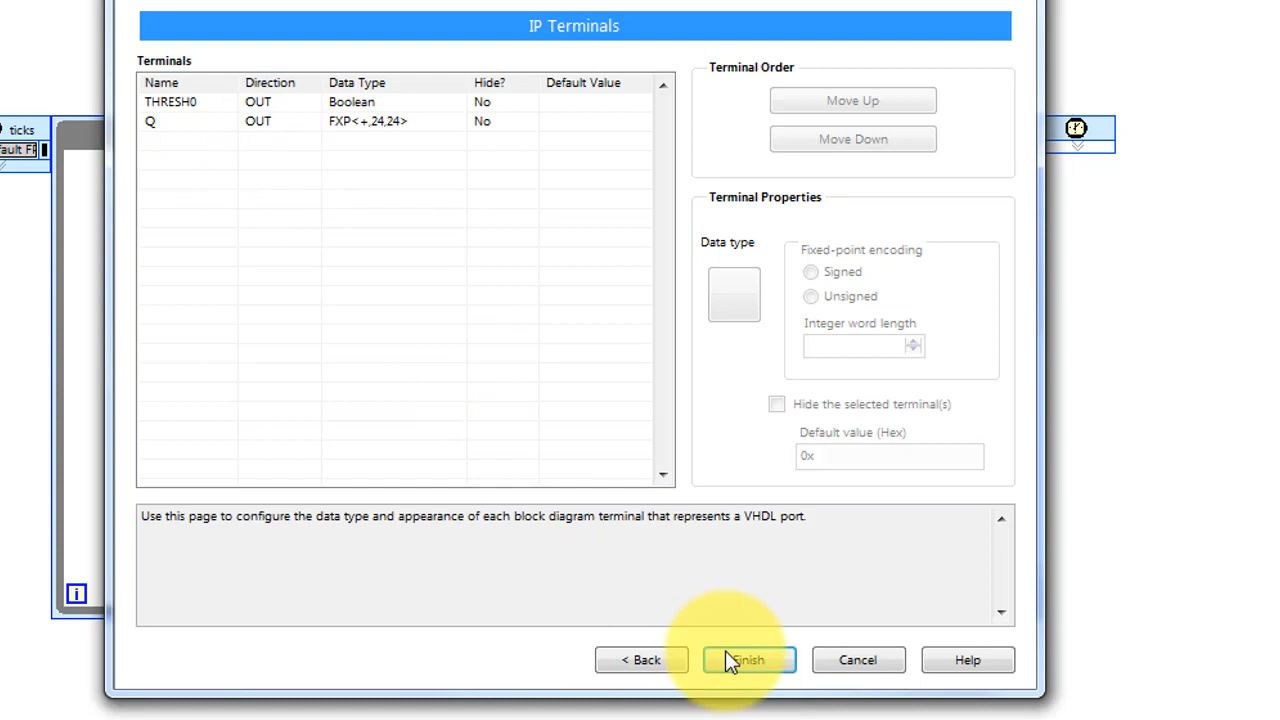 IP Terminals
Terminals
Name Direction Data Type Hide? Default Value
THRESH0 OUT Boolean No
Q OUT FXP<+,24,24> No
Terminal Order
Move Up
Move Down
Terminal Properties
Data type
Fixed-point encoding
Signed
Unsigned
Integer word length
Hide the selected terminal(s)
Default value (Hex)
0x
ticks
Use this page to configure the data type and appearance of each block diagram terminal that represents a VHDL port.
i
< Back Finish Cancel Help